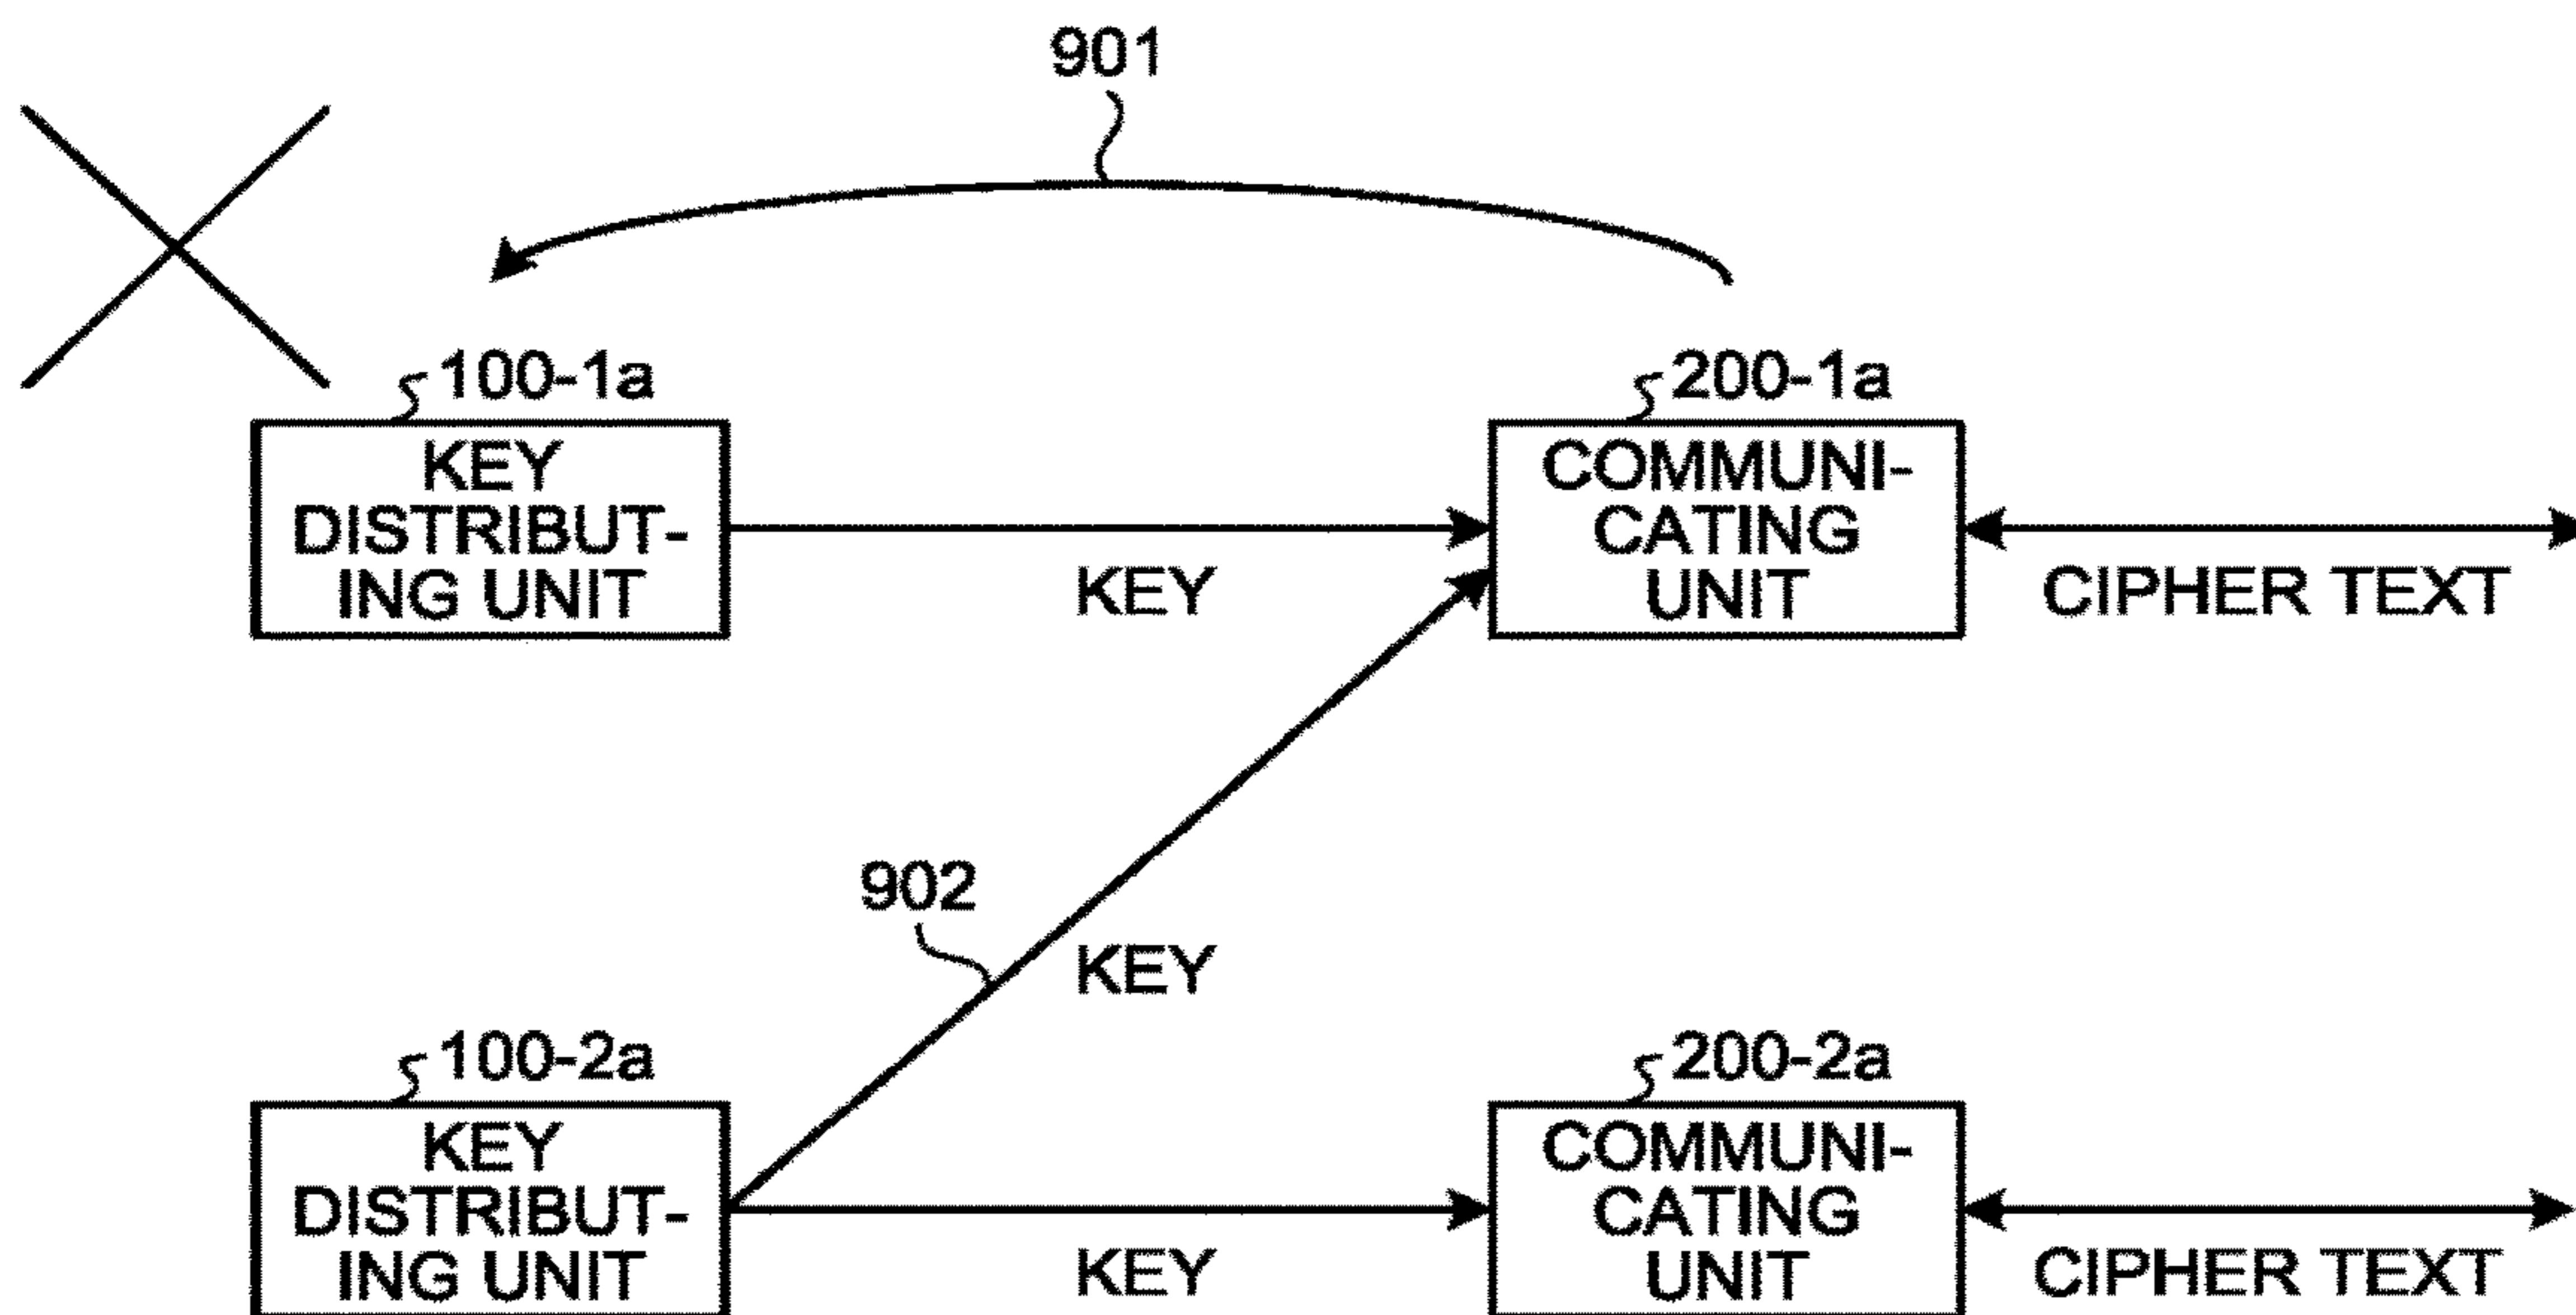 901
100-1a
200-1a
KEY
DISTRIBUT-
ING UNIT
KEY
COMMUNI-
CATING
UNIT
CIPHER TEXT
902
KEY
100-2a
200-2a
KEY
DISTRIBUT-
ING UNIT
KEY
COMMUNI-
CATING
UNIT
CIPHER TEXT